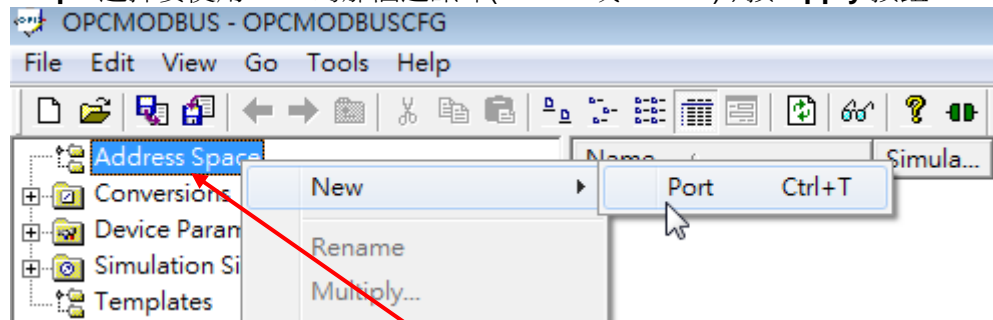 OPCMODBUS - OPCMODBUSCFG
File Edit View Go Tools Help
Address Space
Name
Simula...
New
Port Ctrl+T
Conversions
Device Param
Rename
Simulation Si
Multiply...
Templates